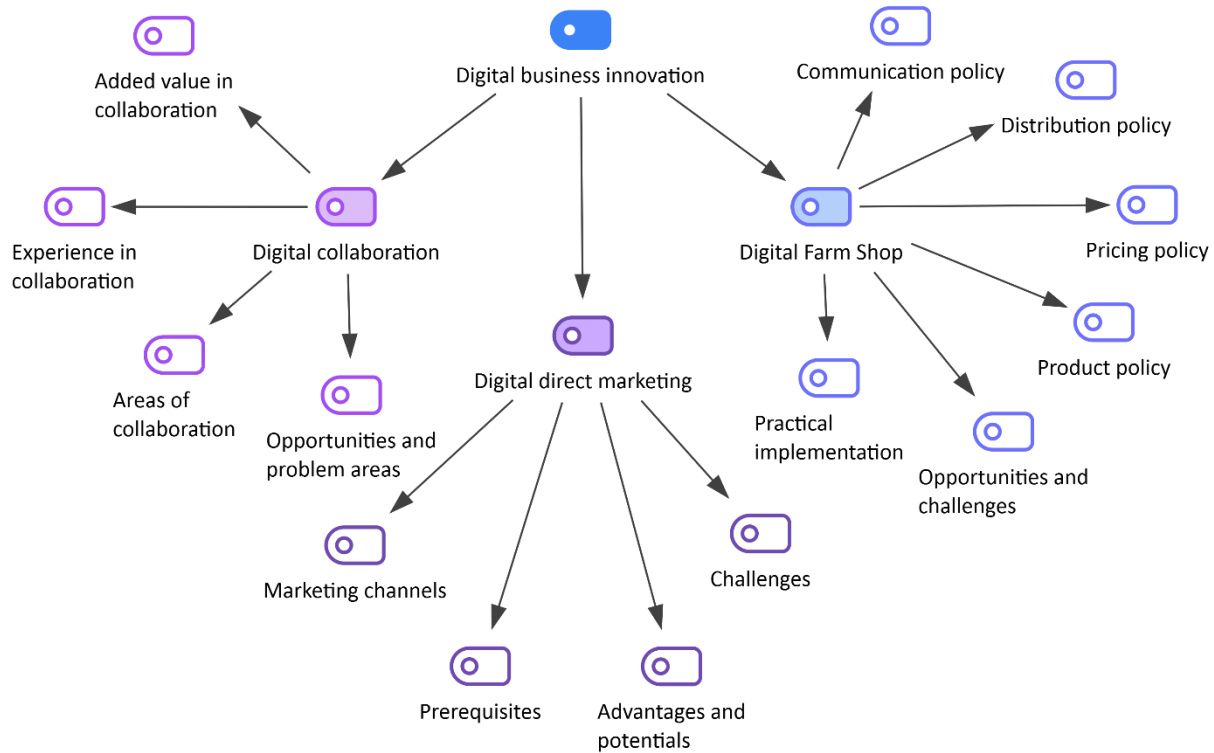 Digital business innovation
Added value in
collaboration
Experience in
collaboration
Digital collaboration
Areas of
collaboration
Opportunities and
problem areas
Digital direct marketing
Marketing channels
Prerequisites
Advantages and
potentials
Challenges
Communication policy
Distribution policy
Digital Farm Shop
Pricing policy
Product policy
Practical
implementation
Opportunities and
challenges